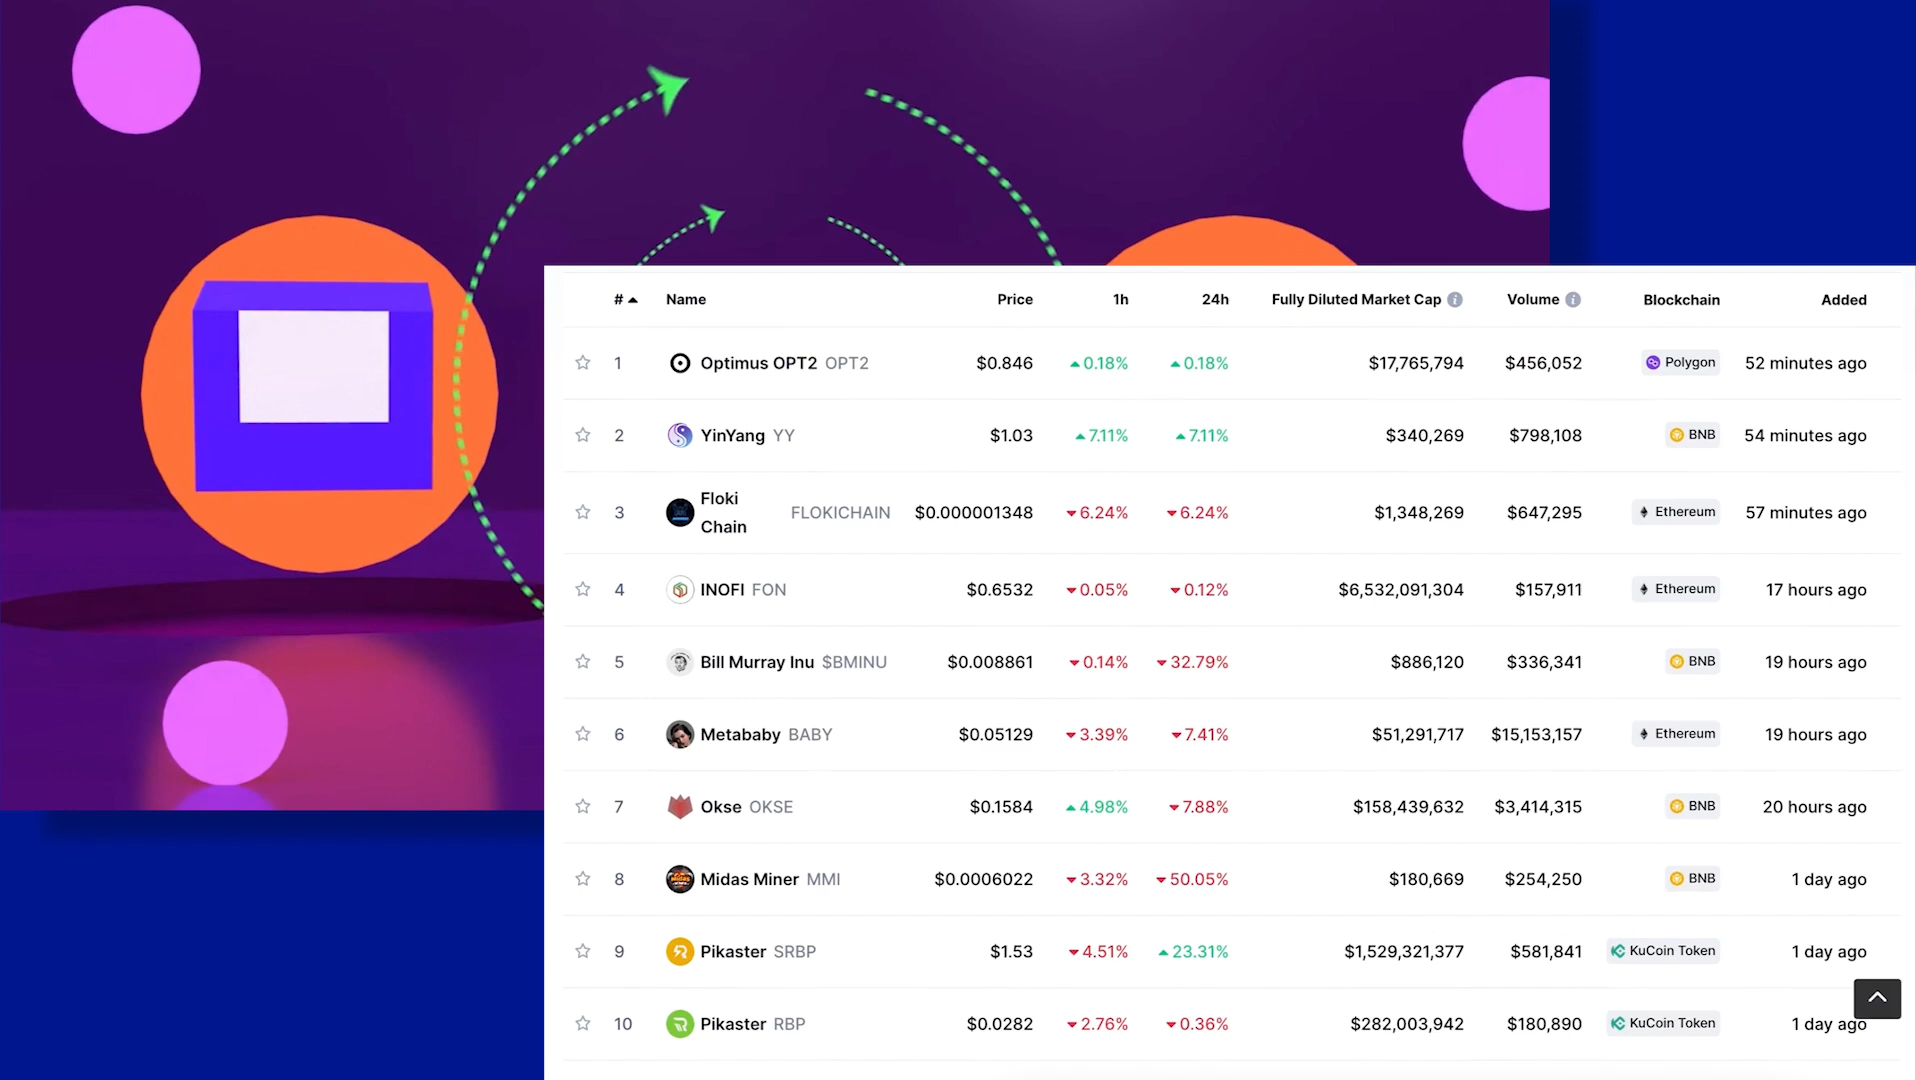 # Name Price 1h 24h Fully Diluted Market Cap Volume Blockchain Added
1 Optimus OPT2 OPT2 $0.846 0.18% 0.18% $17,765,794 $456,052 Polygon 52 minutes ago
2 YinYang YY $1.03 7.11% 7.11% $340,269 $798,108 BNB 54 minutes ago
3 Floki Chain FLOKICHAIN $0.000001348 6.24% 6.24% $1,348,269 $647,295 Ethereum 57 minutes ago
4 INOFI FON $0.6532 0.05% 0.12% $6,532,091,304 $157,911 Ethereum 17 hours ago
5 Bill Murray Inu $BMINU $0.008861 0.14% 32.79% $886,120 $336,341 BNB 19 hours ago
6 Metababy BABY $0.05129 3.39% 7.41% $51,291,717 $15,153,157 Ethereum 19 hours ago
7 Okse OKSE $0.1584 4.98% 7.88% $158,439,632 $3,414,315 BNB 20 hours ago
8 Midas Miner MMI $0.0006022 3.32% 50.05% $180,669 $254,250 BNB 1 day ago
9 Pikaster SRBP $1.53 4.51% 23.31% $1,529,321,377 $581,841 KuCoin Token 1 day ago
10 Pikaster RBP $0.0282 2.76% 0.36% $282,003,942 $180,890 KuCoin Token 1 day ago